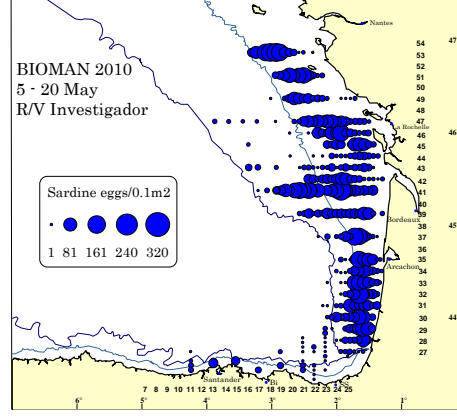 Nantes
47
54
53
52
51
50
49
48
47
46
45
44
43
42
41
40
39
38
37
36
35
34
33
32
31
30
29
28
27
BIOMAN 2010
5 - 20 May
R/V Investigador
a Rochelle
46
Sardine eggs/0.1m2
1 81 161 240 320
Bordeaux
45
Arcachon
44
Santander
Bi
SS
7 8 9 10 11 12 13 14 15 16 17 18 19 20 21 22 23 24 25
6° 5° 4° 3° 2° 1°